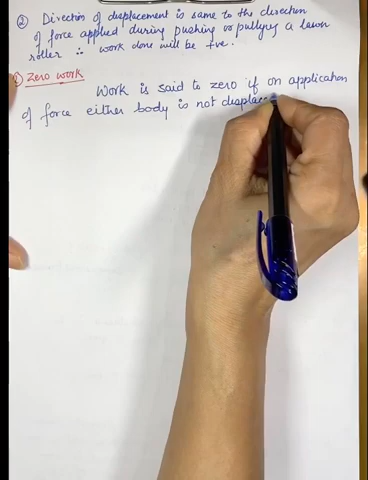 ② Direction of displacement is same to the direction
of force applied during pushing or pulling a lawn
roller ∴ work done will be +ve.
Zero work
Work is said to zero if on application
of force either body is not displace